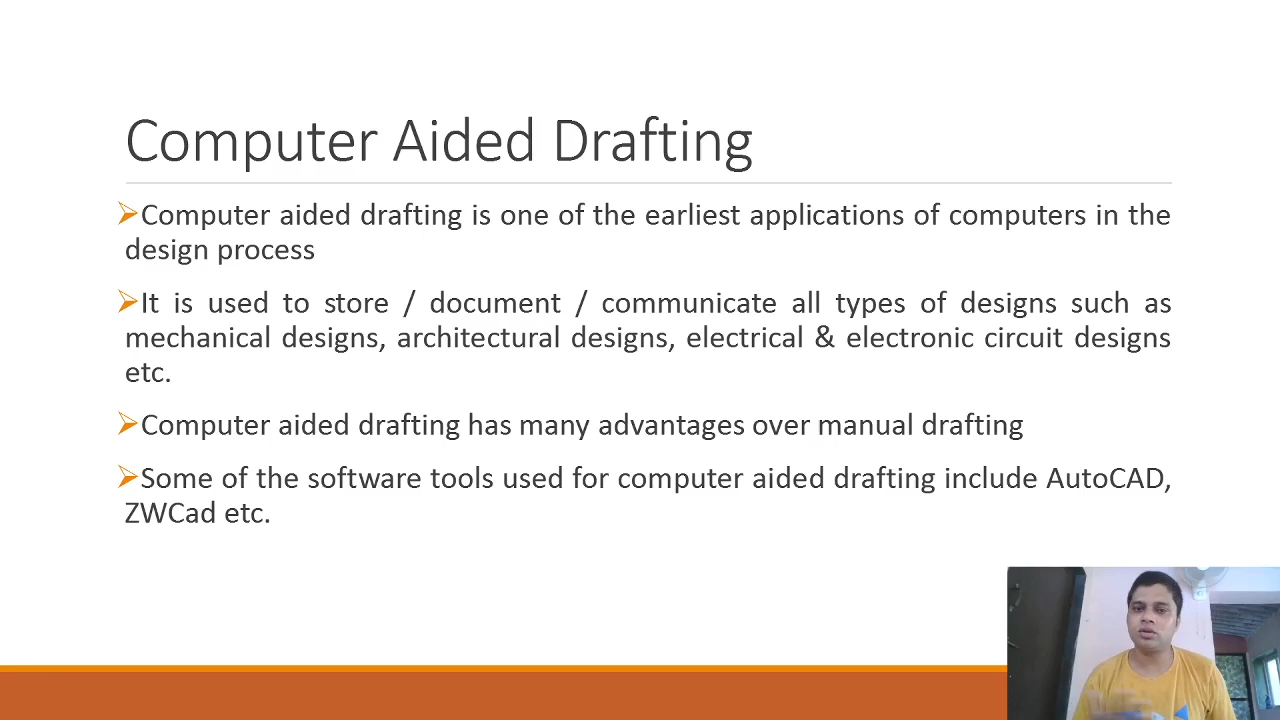 Computer Aided Drafting
➢Computer aided drafting is one of the earliest applications of computers in the
design process
➢It is used to store / document / communicate all types of designs such as
mechanical designs, architectural designs, electrical & electronic circuit designs
etc.
➢Computer aided drafting has many advantages over manual drafting
➢Some of the software tools used for computer aided drafting include AutoCAD,
ZWCad etc.